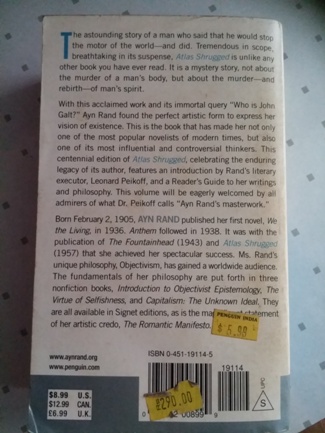 The astounding story of a man who said that he would stop
the motor of the world—and did. Tremendous in scope,
breathtaking in its suspense, Atlas Shrugged is unlike any
other book you have ever read. It is a mystery story, not about
the murder of a man's body, but about the murder—and
rebirth—of man's spirit.
With this acclaimed work and its immortal query "Who is John
Galt?" Ayn Rand found the perfect artistic form to express her
vision of existence. This is the book that has made her not only
one of the most popular novelists of modern times, but also
one of its most influential and controversial thinkers. This
centennial edition of Atlas Shrugged, celebrating the enduring
legacy of its author, features an introduction by Rand's literary
executor, Leonard Peikoff, and a Reader's Guide to her writings
and philosophy. This volume will be eagerly welcomed by all
admirers of what Dr. Peikoff calls "Ayn Rand's masterwork."
Born February 2, 1905, AYN RAND published her first novel, We
the Living, in 1936. Anthem followed in 1938. It was with the
publication of The Fountainhead (1943) and Atlas Shrugged
(1957) that she achieved her spectacular success. Ms. Rand's
unique philosophy, Objectivism, has gained a worldwide audience.
The fundamentals of her philosophy are put forth in three
nonfiction books, Introduction to Objectivist Epistemology, The
Virtue of Selfishness, and Capitalism: The Unknown Ideal. They
are all available in Signet editions, as is the statement
of her artistic credo, The Romantic Manifesto.
PENGUIN INDIA
$ 5.99
www.aynrand.org
www.penguin.com
ISBN 0-451-19114-5
19114
$8.99 U.S.
$12.99 CAN.
£6.99 U.K.
290.00
UPC
S